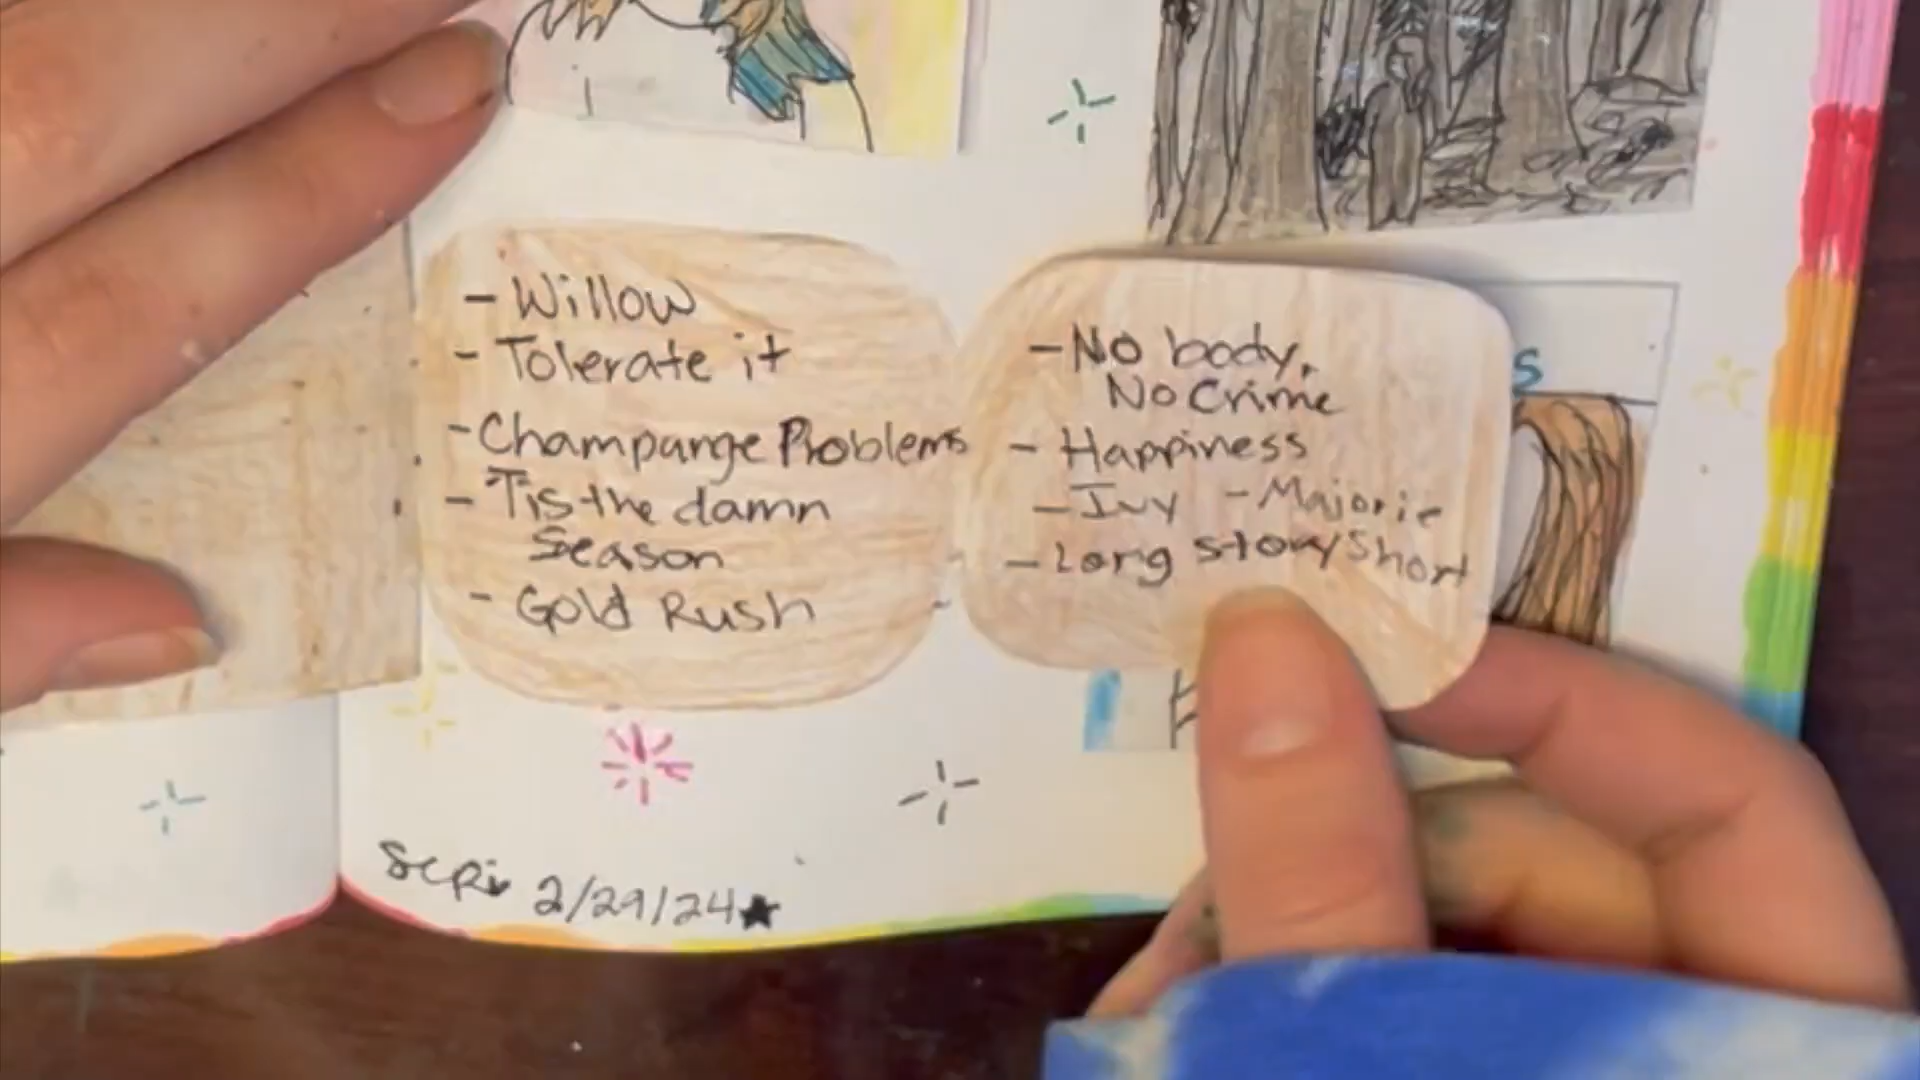 - Willow
- Tolerate it
- Champange Problems
- 'Tis the damn
Season
- Gold Rush
- No body,
No Crime
- Happiness
- Ivy - Majorie
- Long story Short
s
2/29/24